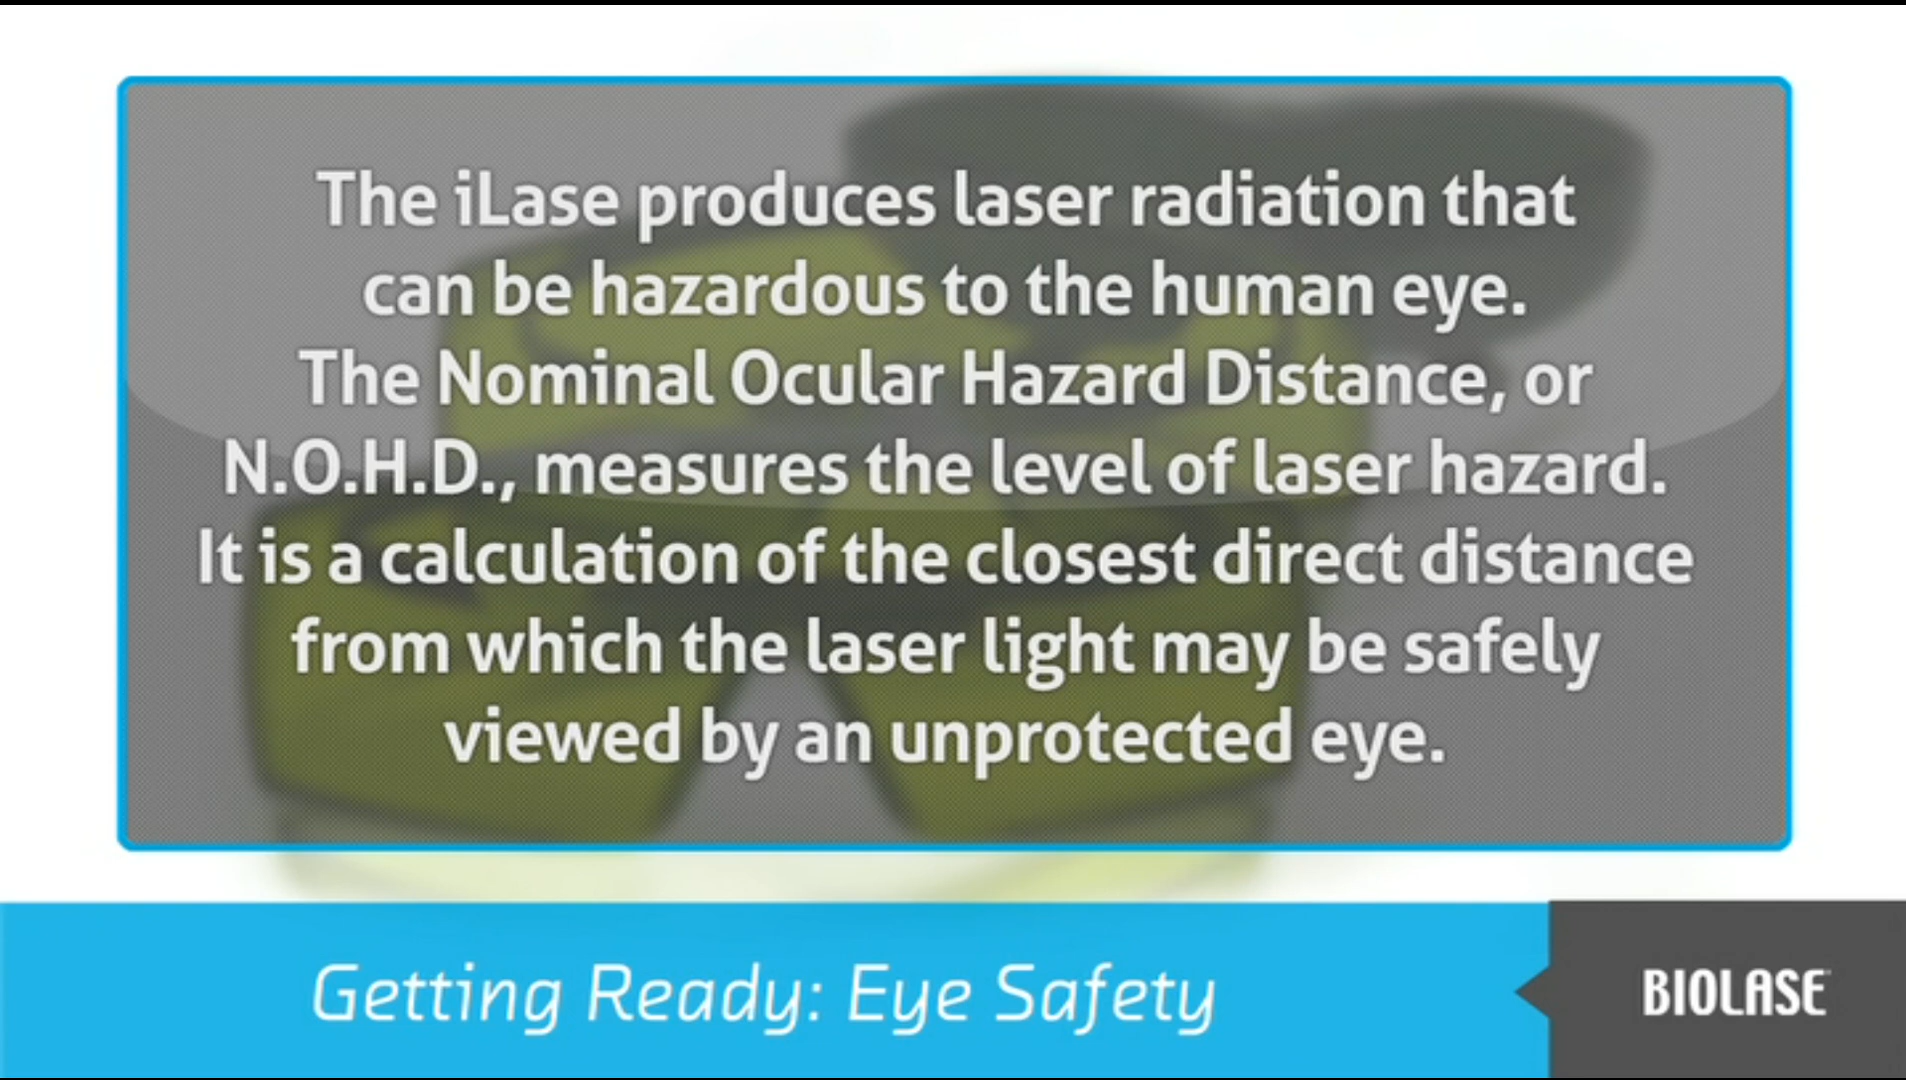 The iLase produces laser radiation that
can be hazardous to the human eye.
The Nominal Ocular Hazard Distance, or
N.O.H.D., measures the level of laser hazard.
It is a calculation of the closest direct distance
from which the laser light may be safely
viewed by an unprotected eye.
Getting Ready: Eye Safety
BIOLASE